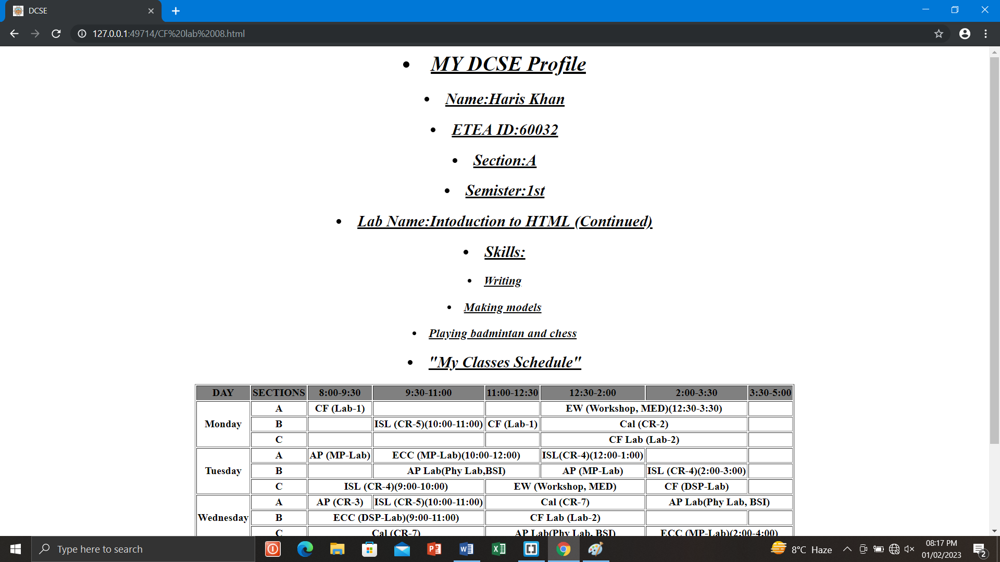 DCSE
127.0.0.1:49714/CF%20lab%2008.html
MY DCSE Profile
Name:Haris Khan
ETEA ID:60032
Section:A
Semister:1st
Lab Name:Intoduction to HTML (Continued)
Skills:
Writing
Making models
Playing badmintan and chess
"My Classes Schedule"
DAY SECTIONS 8:00-9:30 9:30-11:00 11:00-12:30 12:30-2:00 2:00-3:30 3:30-5:00
Monday
A CF (Lab-1) EW (Workshop, MED)(12:30-3:30)
B ISL (CR-5)(10:00-11:00) CF (Lab-1) Cal (CR-2)
C CF Lab (Lab-2)
Tuesday
A AP (MP-Lab) ECC (MP-Lab)(10:00-12:00) ISL(CR-4)(12:00-1:00)
B AP Lab(Phy Lab,BSI) AP (MP-Lab) ISL (CR-4)(2:00-3:00)
C ISL (CR-4)(9:00-10:00) EW (Workshop, MED) CF (DSP-Lab)
Wednesday
A AP (CR-3) ISL (CR-5)(10:00-11:00) Cal (CR-7) AP Lab(Phy Lab, BSI)
B ECC (DSP-Lab)(9:00-11:00) CF Lab (Lab-2)
C Cal (CR-7) AP Lab(Phy Lab, BSI) ECC (MP-Lab)(2:00-4:00)
Type here to search
8°C Haze
08:17 PM
01/02/2023
2